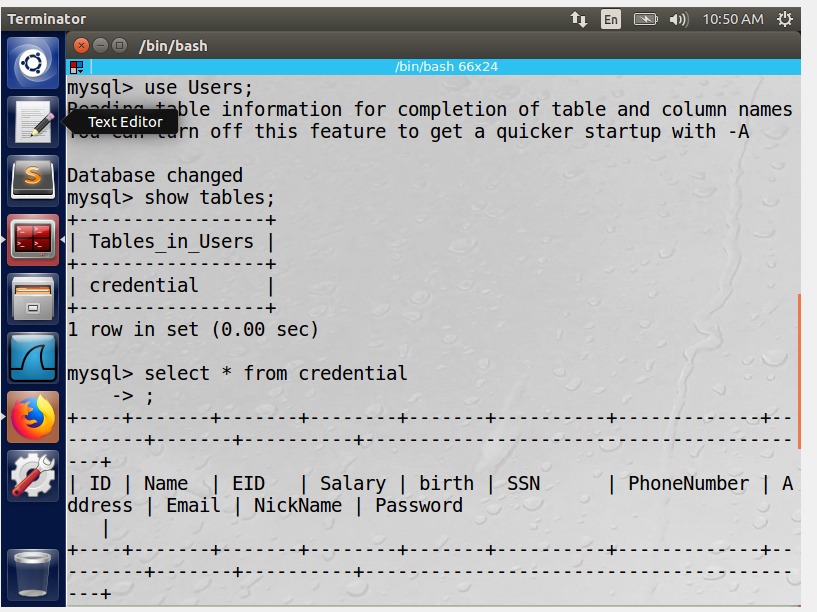 Terminator
En
10:50 AM
/bin/bash
/bin/bash 66x24
mysql> use Users;
Reading table information for completion of table and column names
Text Editor
You can turn off this feature to get a quicker startup with -A
Database changed
mysql> show tables;
+-----------------+
| Tables_in_Users |
+-----------------+
| credential      |
+-----------------+
1 row in set (0.00 sec)
mysql> select * from credential
    -> ;
+----+-------+-------+--------+-------+----------+-------------+--
-------+-------+----------+---------------------------------------
---+
| ID | Name  | EID   | Salary | birth | SSN      | PhoneNumber | A
ddress | Email | NickName | Password
   |
+----+-------+-------+--------+-------+----------+-------------+--
-------+-------+----------+---------------------------------------
---+